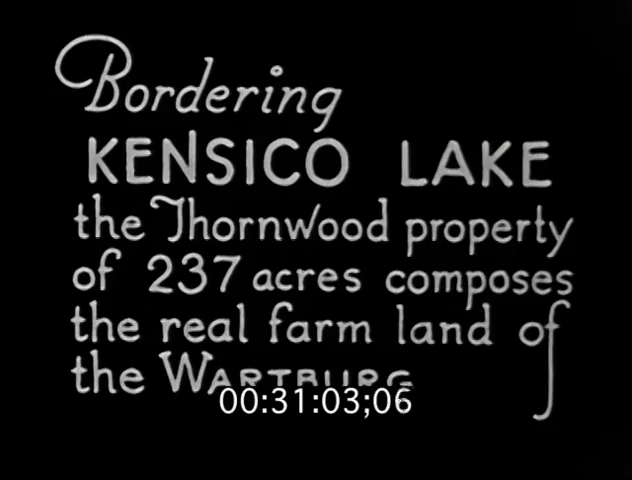 Bordering
KENSICO LAKE
the Thornwood property
of 237 acres composes
the real farm land of
the WARTBURG
00:31:03;06